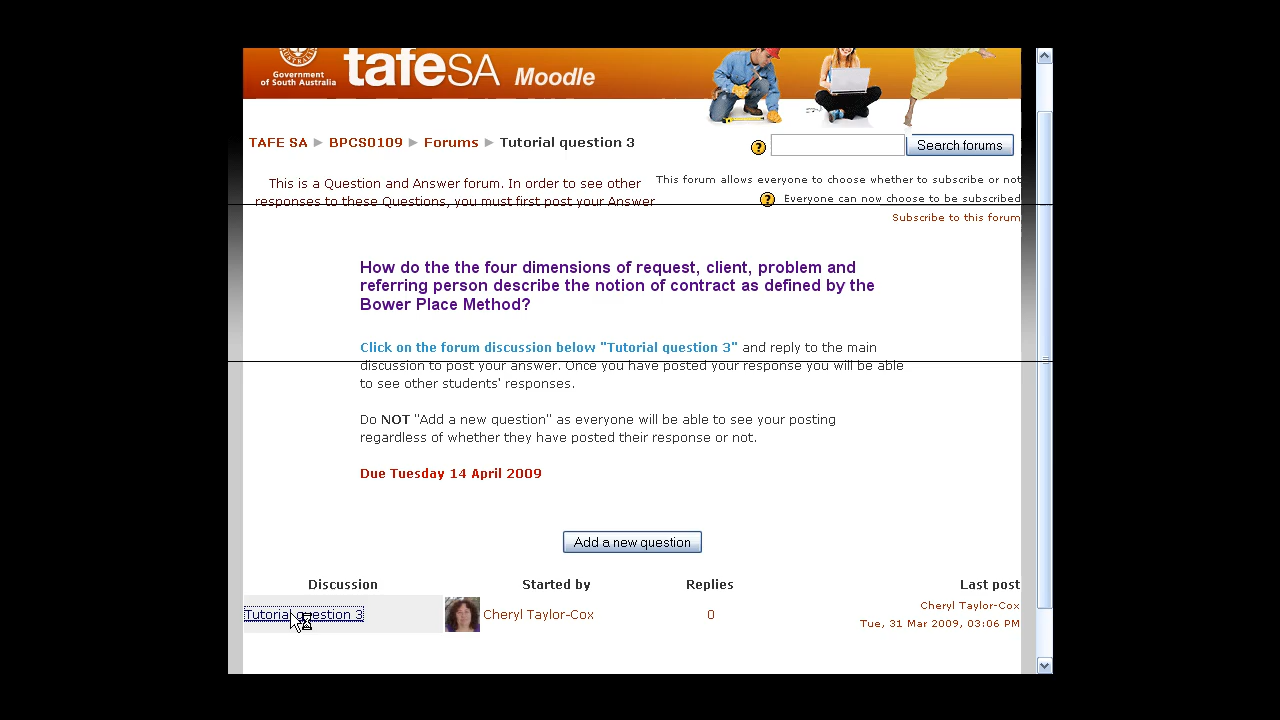 Government
of South Australia
tafeSA Moodle
TAFE SA ► BPCS0109 ► Forums ► Tutorial question 3
Search forums
This is a Question and Answer forum. In order to see other
responses to these Questions, you must first post your Answer
This forum allows everyone to choose whether to subscribe or not
Everyone can now choose to be subscribed
Subscribe to this forum
How do the the four dimensions of request, client, problem and
referring person describe the notion of contract as defined by the
Bower Place Method?
Click on the forum discussion below "Tutorial question 3" and reply to the main
discussion to post your answer. Once you have posted your response you will be able
to see other students' responses.
Do NOT "Add a new question" as everyone will be able to see your posting
regardless of whether they have posted their response or not.
Due Tuesday 14 April 2009
Add a new question
Discussion Started by Replies Last post
Tutorial question 3 Cheryl Taylor-Cox 0 Cheryl Taylor-Cox
Tue, 31 Mar 2009, 03:06 PM